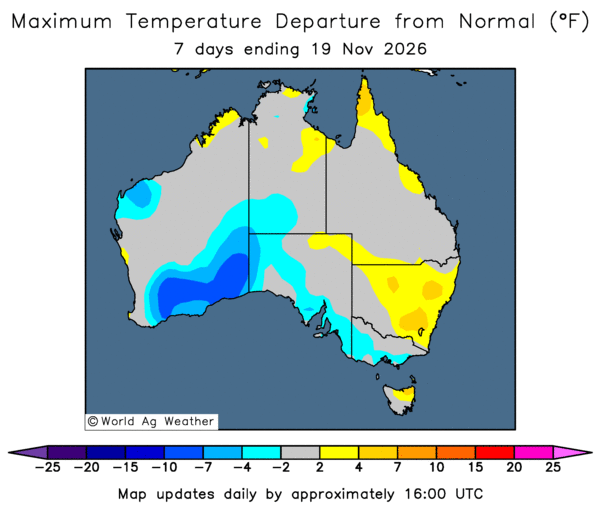 Maximum Temperature Departure from Normal (°F)
7 days ending 19 Nov 2026
©World Ag Weather
-25 -20 -15 -10 -7 -4 -2 2 4 7 10 15 20 25
Map updates daily by approximately 16:00 UTC